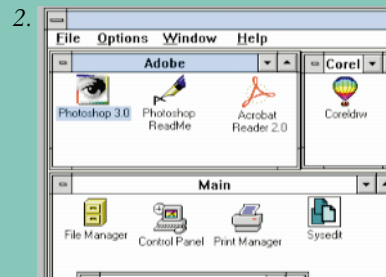 2.
File Options Window Help
Adobe
Corel
Photoshop 3.0
Photoshop
ReadMe
Acrobat
Reader 2.0
Coreldrw
Main
File Manager
Control Panel
Print Manager
Sysedit